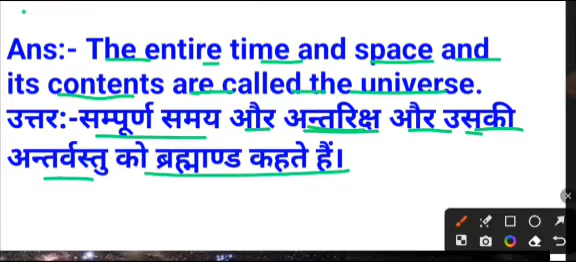 Ans:- The entire time and space and
its contents are called the universe.
उत्तर:-सम्पूर्ण समय और अन्तरिक्ष और उसकी
अन्तर्वस्तु को ब्रह्माण्ड कहते हैं।